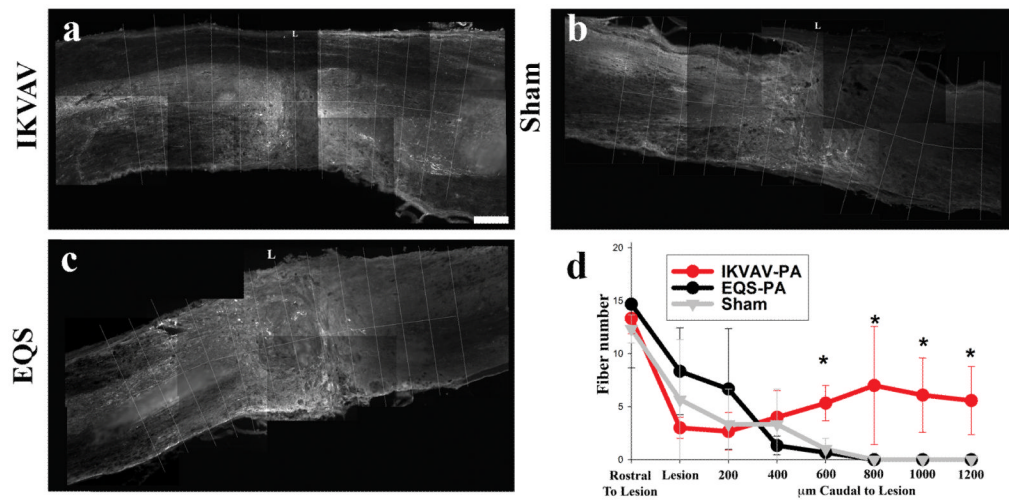 a
L
IKVAV
b
L
Sham
c
L
EQS
d
IKVAV-PA
EQS-PA
Sham
Fiber number
20
15
10
5
0
*
*
*
*
Rostral
To Lesion
Lesion
200
400
600
800
1000
1200
μm Caudal to Lesion